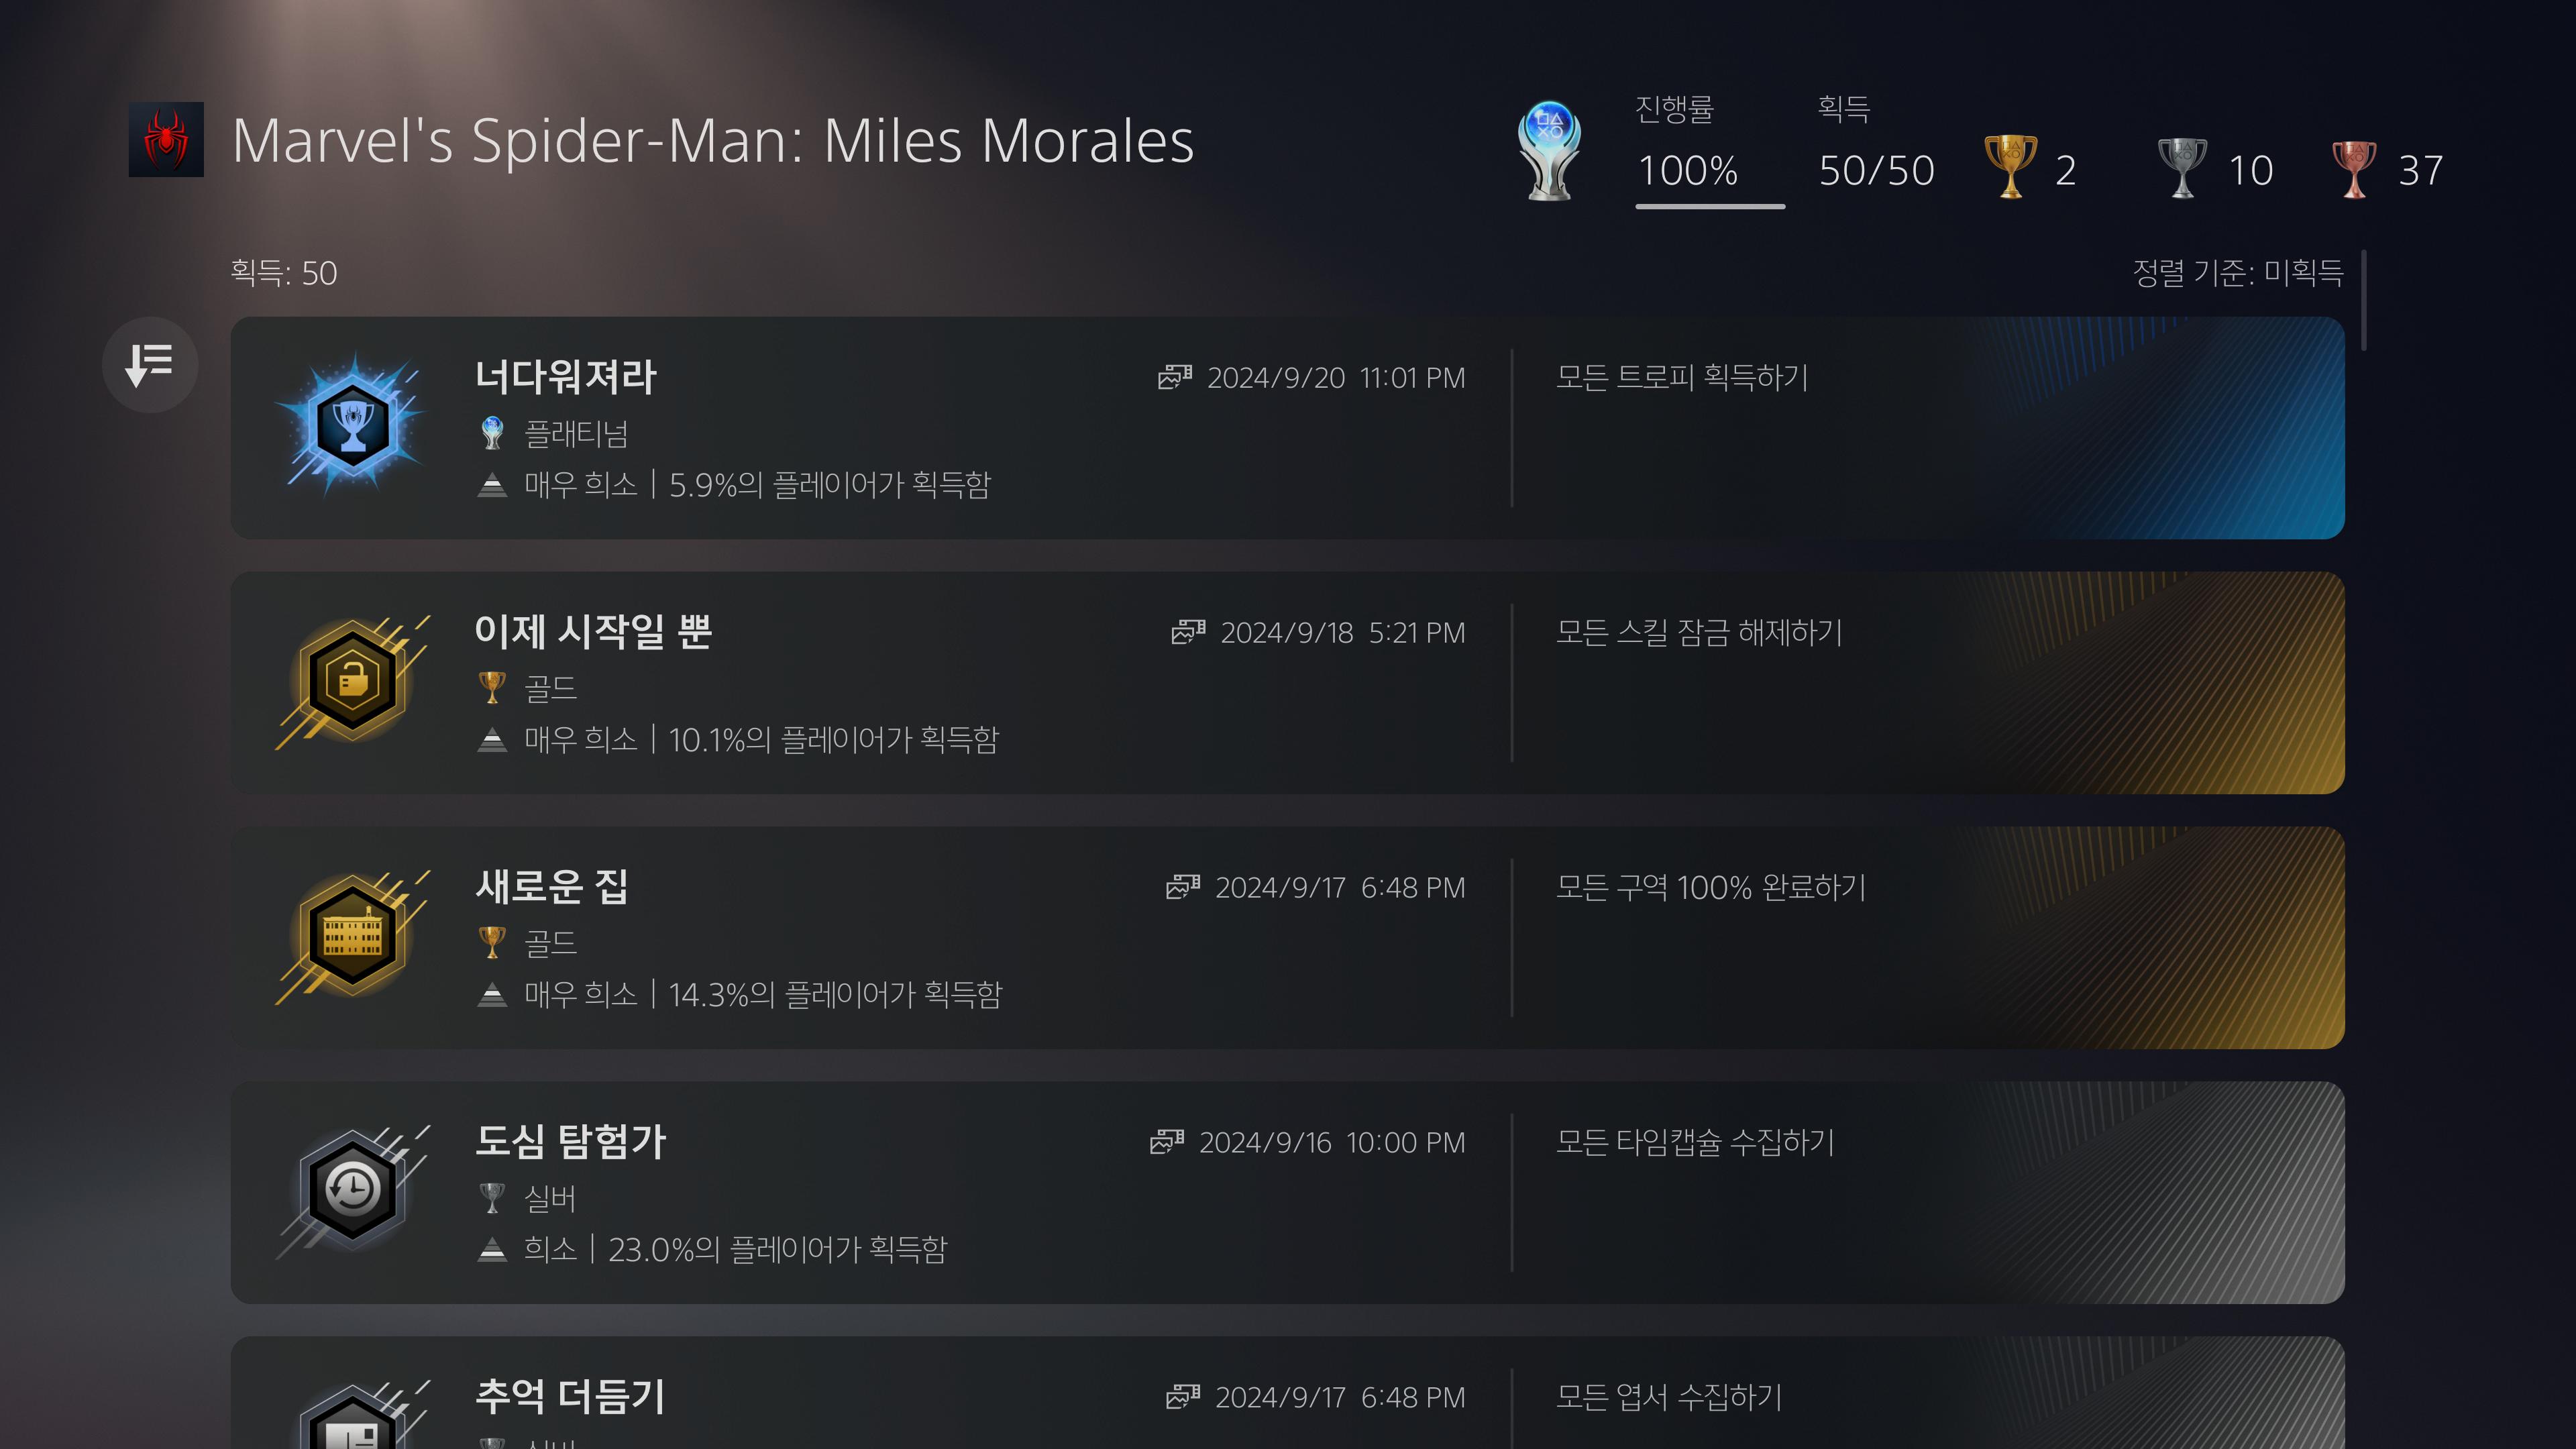 Marvel's Spider-Man: Miles Morales
진행률
100%
획득
50/50
2
10
37
획득: 50
정렬 기준: 미획득
너다워져라
플래티넘
매우 희소 | 5.9%의 플레이어가 획득함
2024/9/20 11:01 PM
모든 트로피 획득하기
이제 시작일 뿐
골드
매우 희소 | 10.1%의 플레이어가 획득함
2024/9/18 5:21 PM
모든 스킬 잠금 해제하기
새로운 집
골드
매우 희소 | 14.3%의 플레이어가 획득함
2024/9/17 6:48 PM
모든 구역 100% 완료하기
도심 탐험가
실버
희소 | 23.0%의 플레이어가 획득함
2024/9/16 10:00 PM
모든 타임캡슐 수집하기
추억 더듬기
2024/9/17 6:48 PM
모든 엽서 수집하기